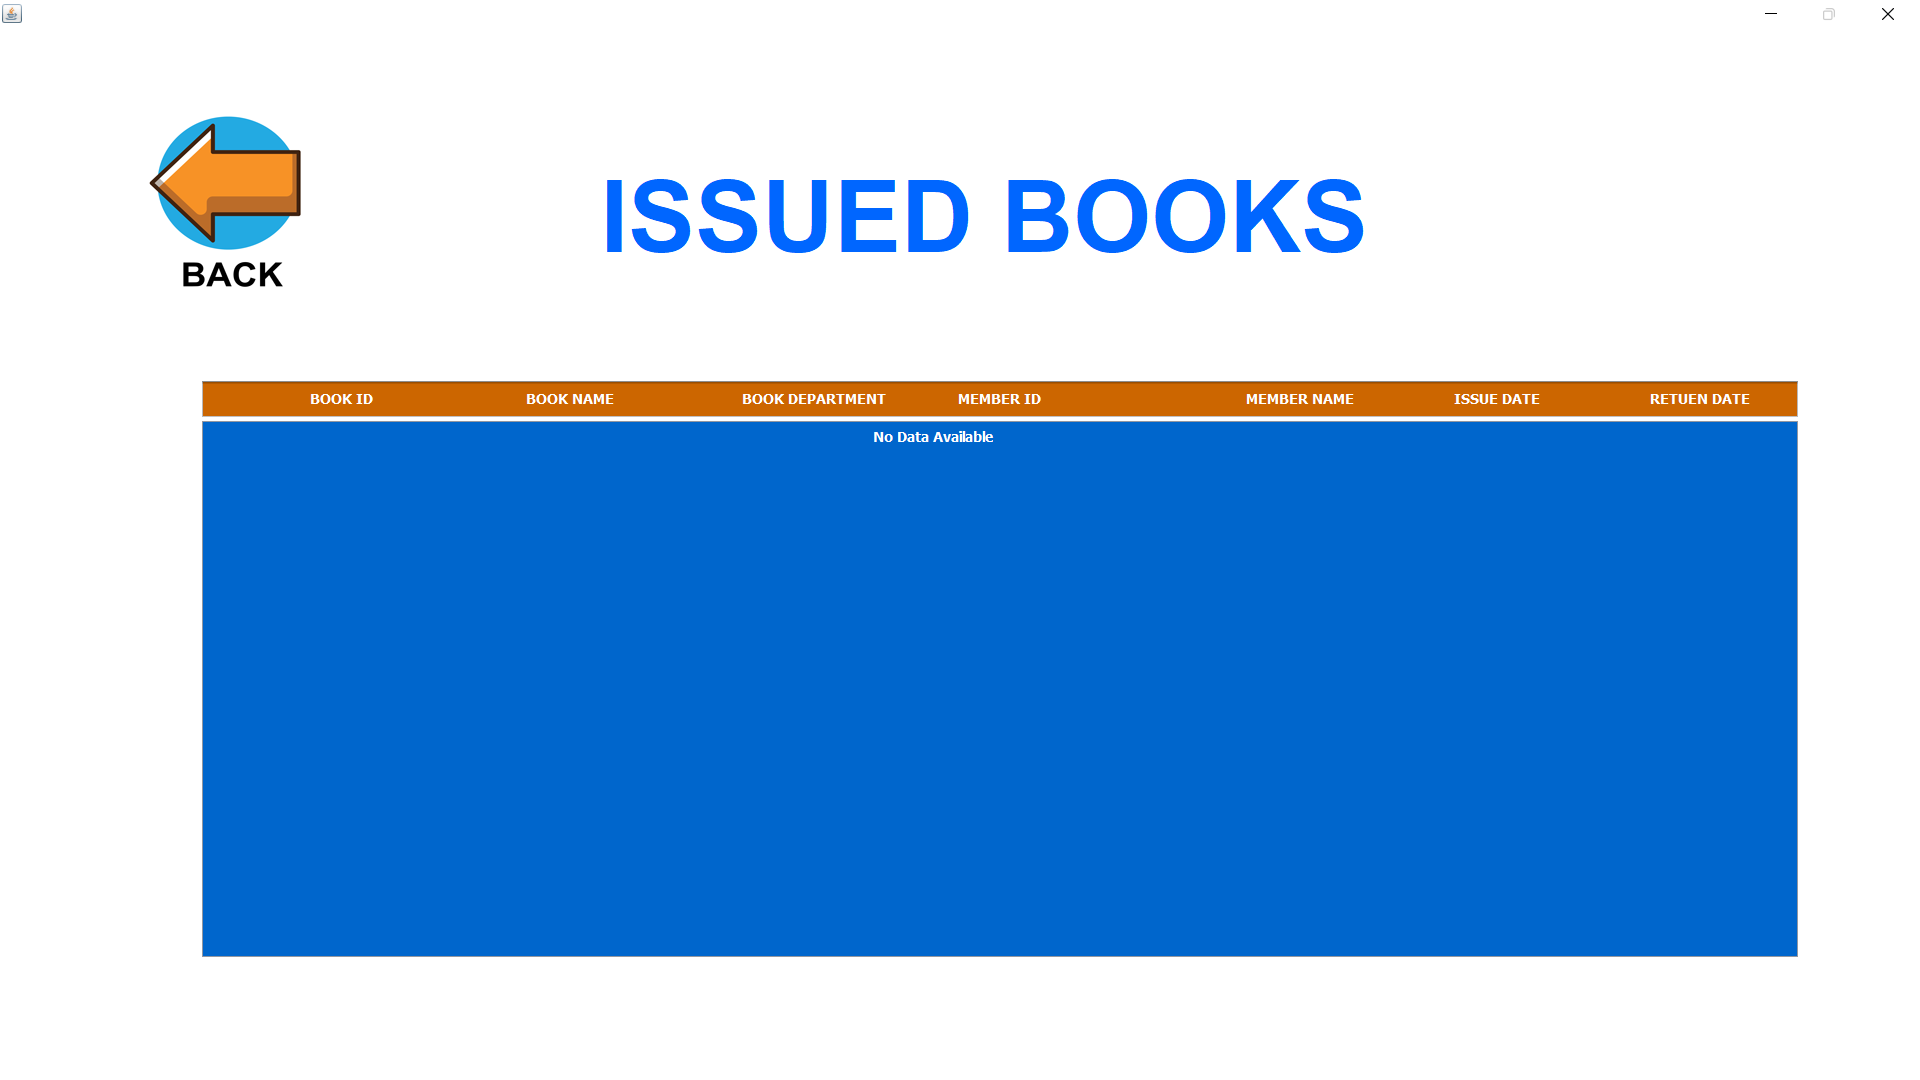 BACK
ISSUED BOOKS
BOOK ID BOOK NAME BOOK DEPARTMENT MEMBER ID MEMBER NAME ISSUE DATE RETUEN DATE
No Data Available